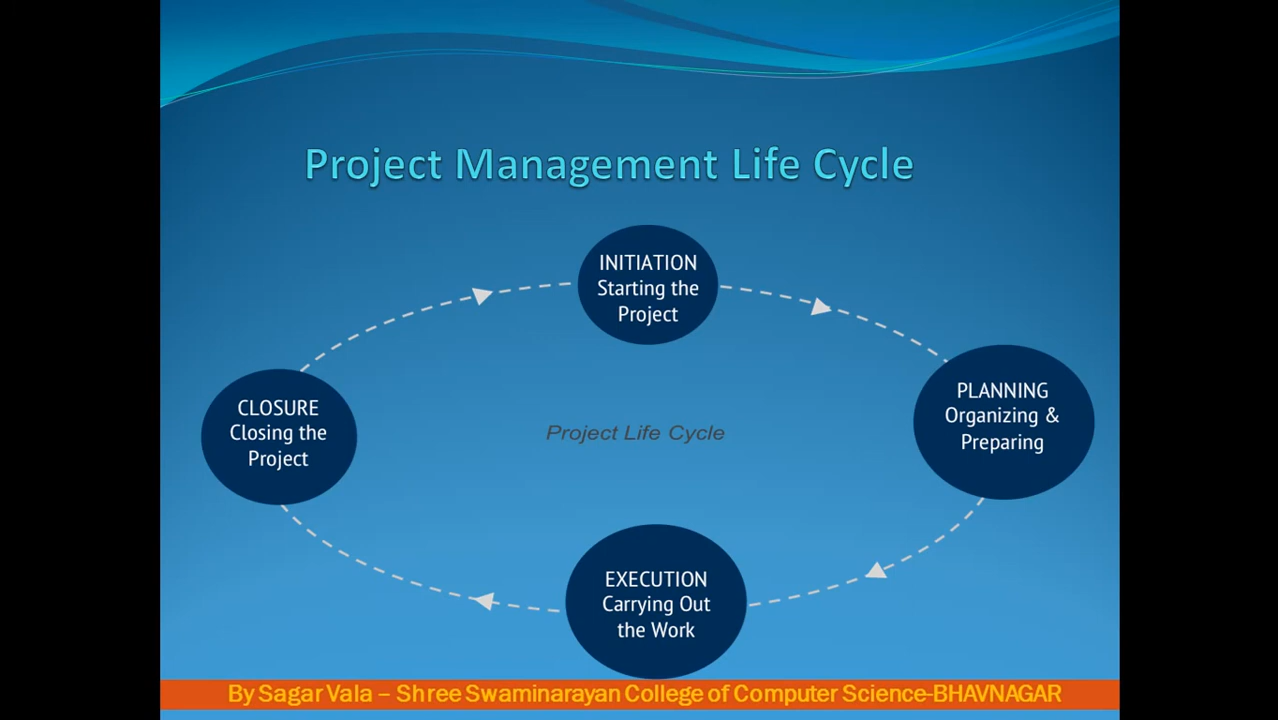 Project Management Life Cycle
INITIATION
Starting the
Project
PLANNING
Organizing &
Preparing
CLOSURE
Closing the
Project
Project Life Cycle
EXECUTION
Carrying Out
the Work
By Sagar Vala – Shree Swaminarayan College of Computer Science-BHAVNAGAR